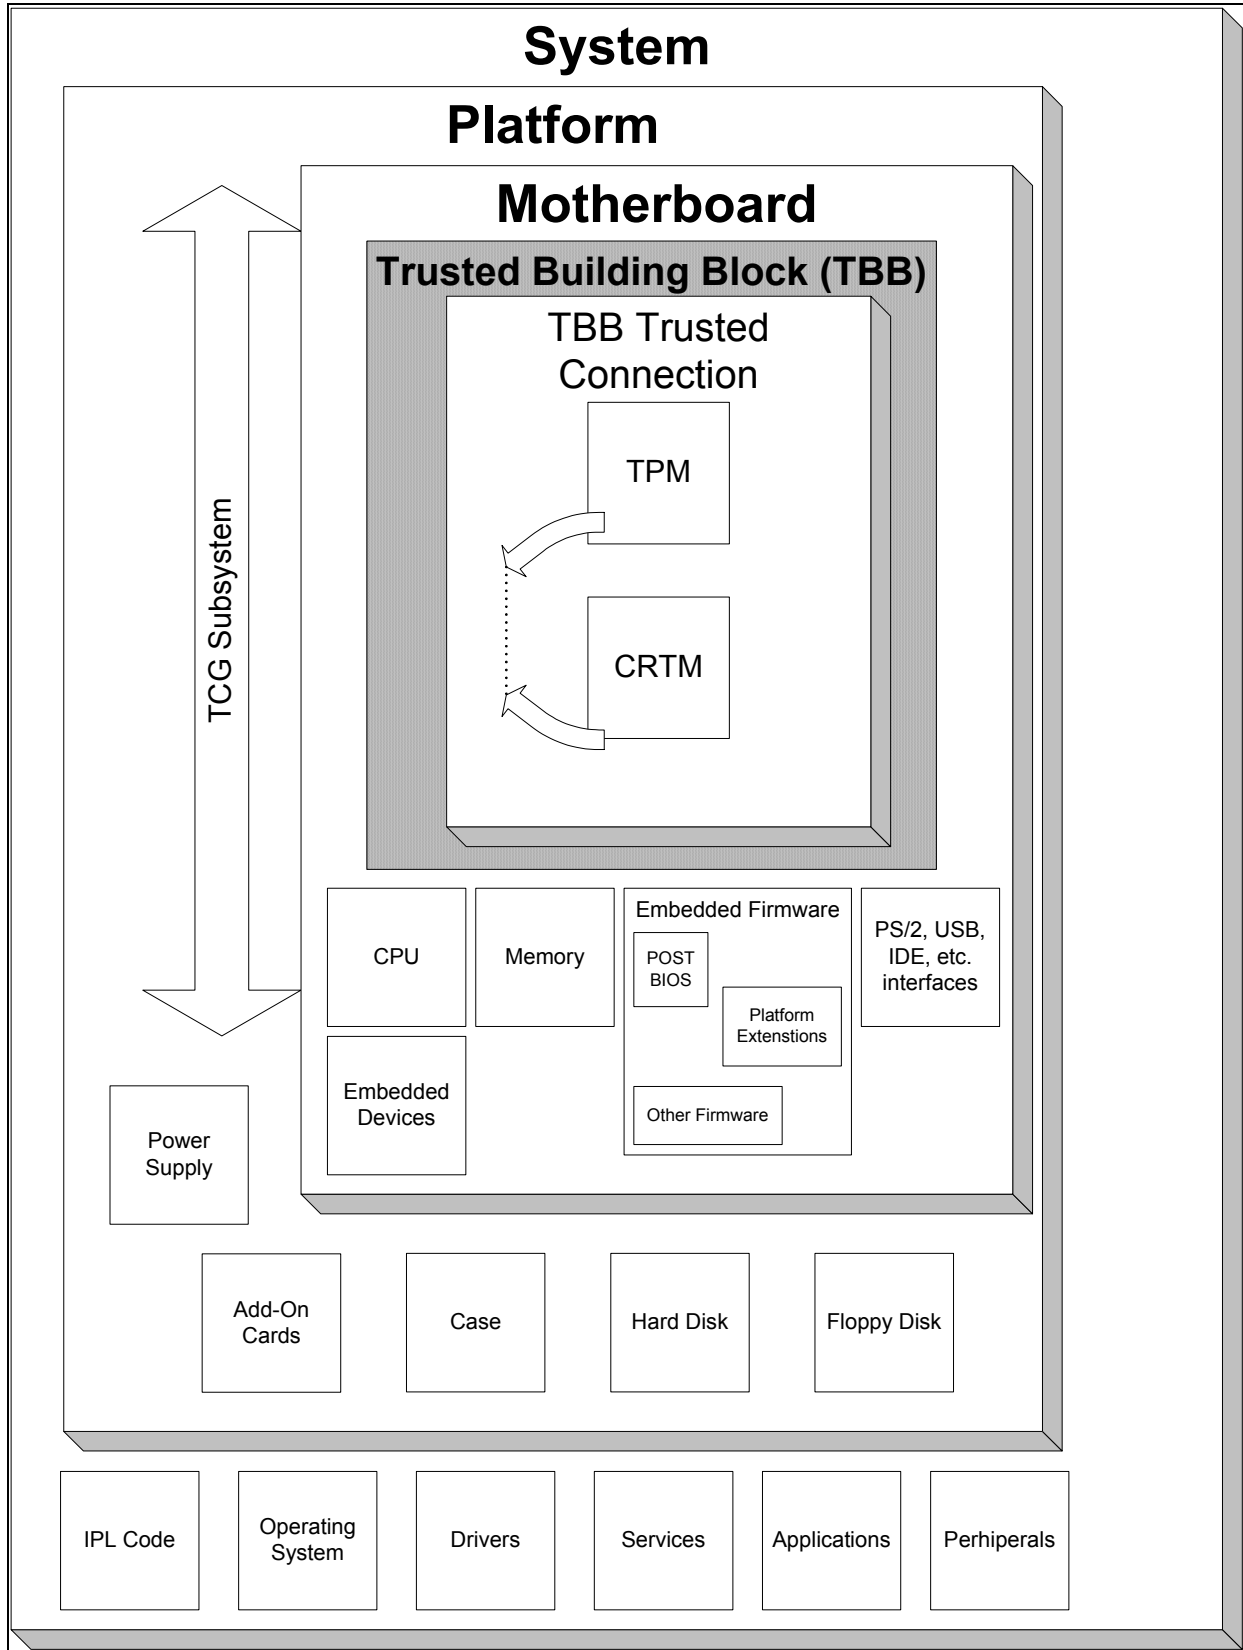 System
Platform
Motherboard
Trusted Building Block (TBB)
TBB Trusted
Connection
TPM
CRTM
TCG Subsystem
CPU
Memory
Embedded Firmware
POST
BIOS
Platform
Extenstions
Other Firmware
PS/2, USB,
IDE, etc.
interfaces
Embedded
Devices
Power
Supply
Add-On
Cards
Case
Hard Disk
Floppy Disk
IPL Code
Operating
System
Drivers
Services
Applications
Perhiperals